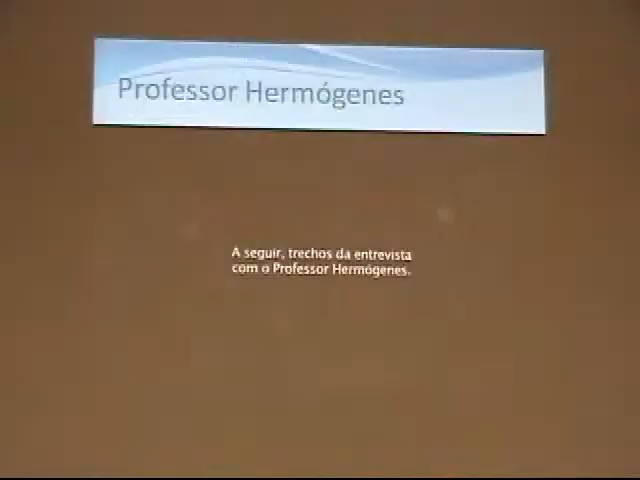 Professor Hermógenes
A seguir, trechos da entrevista
com o Professor Hermógenes.